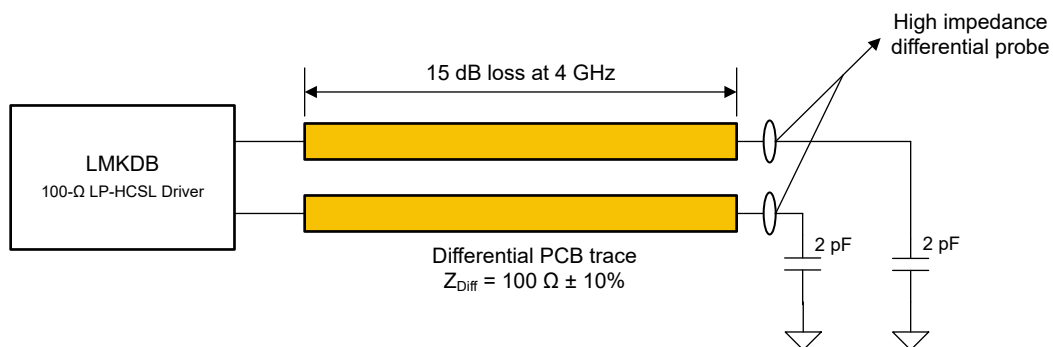 High impedance
differential probe
15 dB loss at 4 GHz
LMKDB
100-Ω LP-HCSL Driver
2 pF
2 pF
Differential PCB trace
Z_Diff = 100 Ω ± 10%